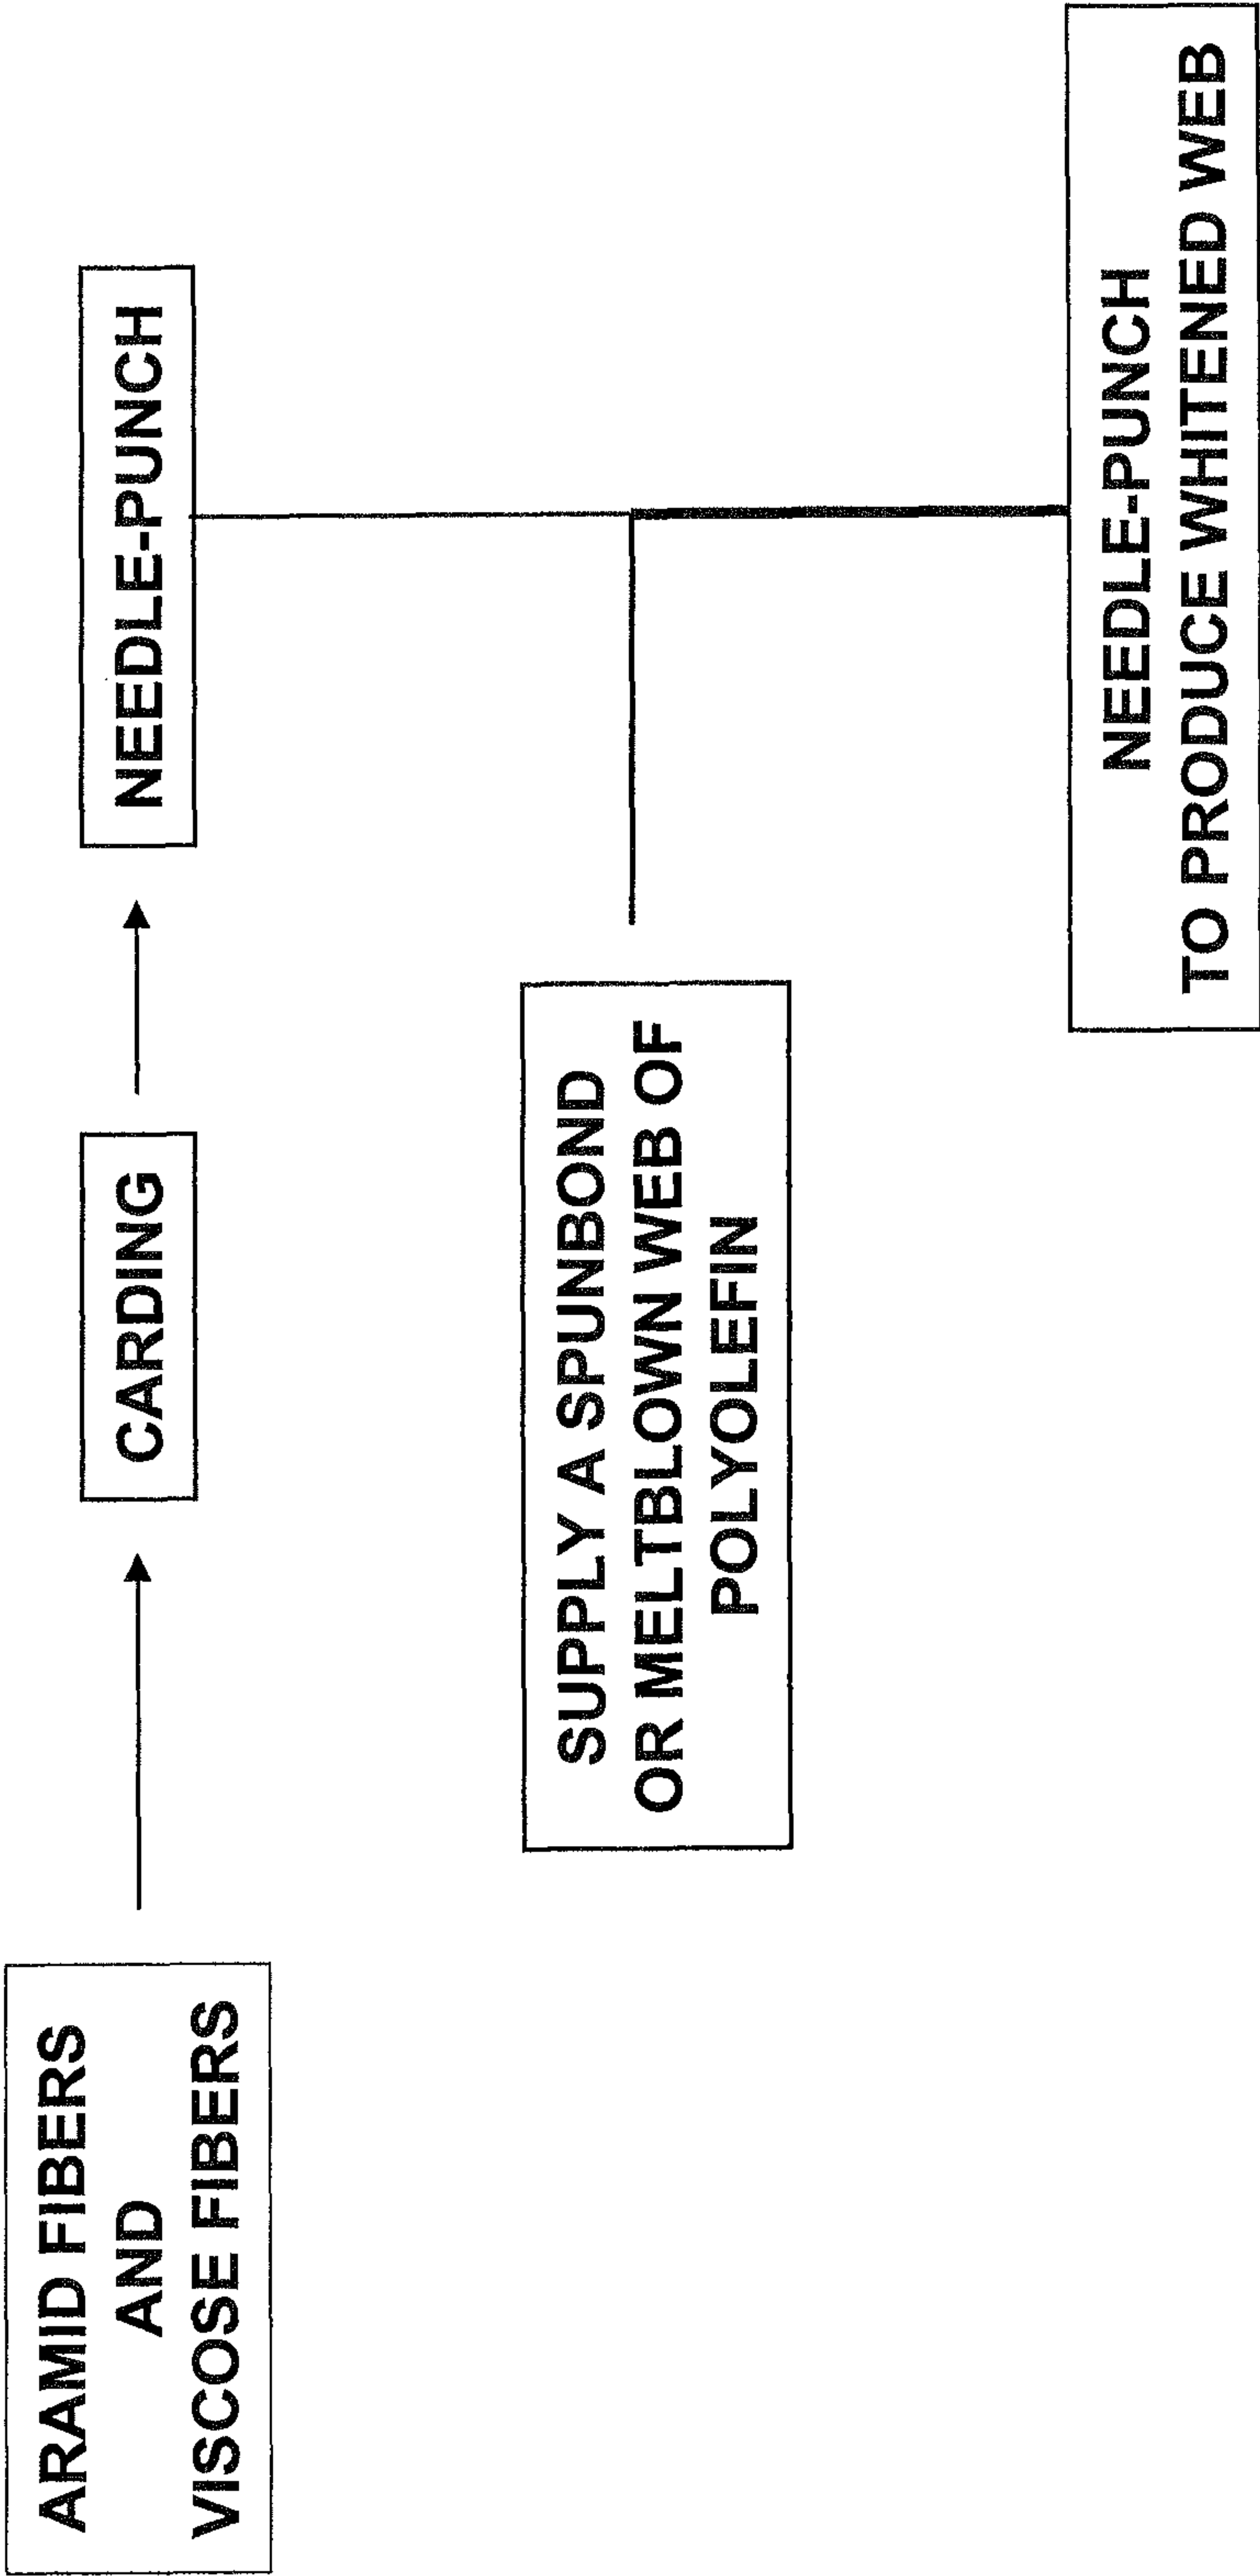 ARAMID FIBERS
AND
VISCOSE FIBERS
CARDING
NEEDLE-PUNCH
SUPPLY A SPUNBOND
OR MELTBLOWN WEB OF
POLYOLEFIN
NEEDLE-PUNCH
TO PRODUCE WHITENED WEB